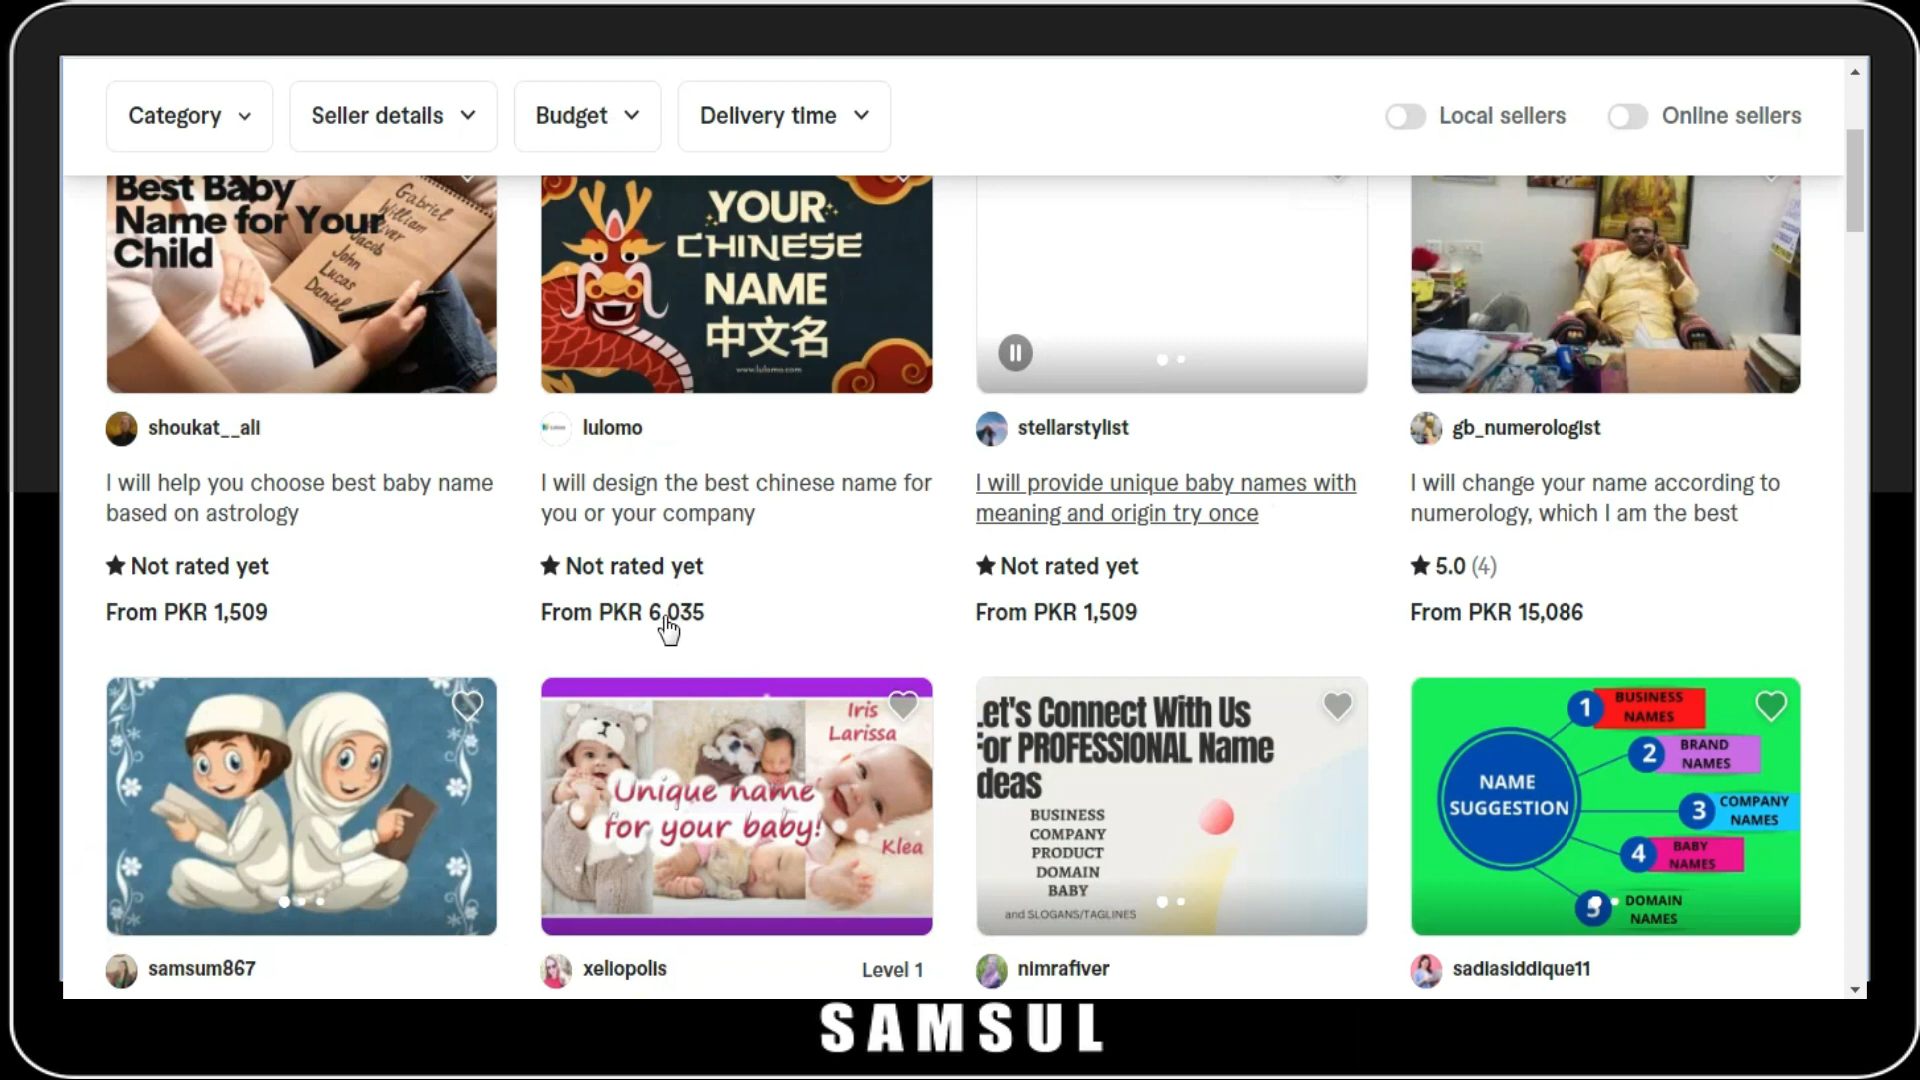 Category
Seller details
Budget
Delivery time
Local sellers
Online sellers
Best Baby
Name for Your
Child
Gabriel
William
Jacob
John
Lucas
Daniel
YOUR
CHINESE
NAME
中文名
www.lulomo.com
shoukat__ali
lulomo
stellarstylist
gb_numerologist
I will help you choose best baby name
based on astrology
I will design the best chinese name for
you or your company
I will provide unique baby names with
meaning and origin try once
I will change your name according to
numerology, which I am the best
Not rated yet
Not rated yet
Not rated yet
5.0 (4)
From PKR 1,509
From PKR 6,035
From PKR 1,509
From PKR 15,086
Iris
Larissa
Unique name
for your baby!
Klea
et's Connect With Us
or PROFESSIONAL Name
deas
BUSINESS
COMPANY
PRODUCT
DOMAIN
BABY
and SLOGANS/TAGLINES
NAME
SUGGESTION
1 BUSINESS
NAMES
2 BRAND
NAMES
3 COMPANY
NAMES
4 BABY
NAMES
5 DOMAIN
NAMES
samsum867
xeliopolis
Level 1
nimrafiver
sadiasiddique11
SAMSUL